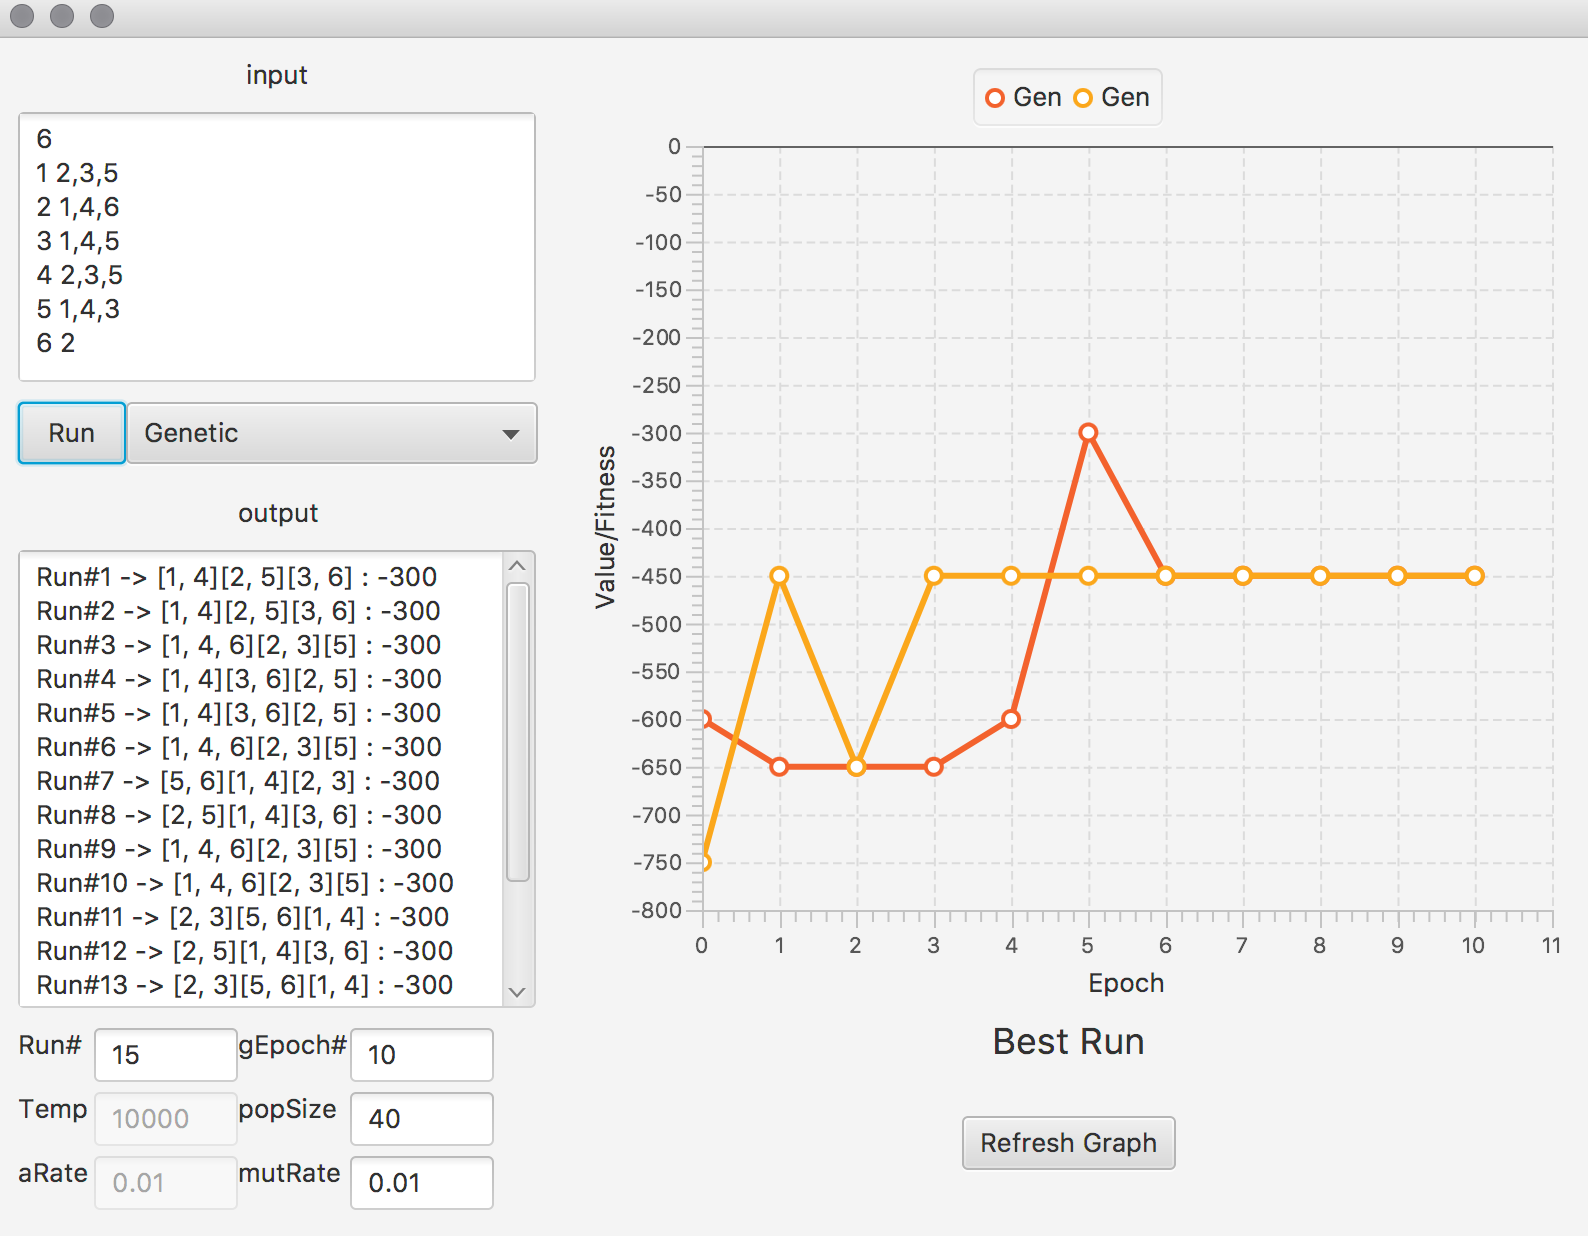 input
6
1 2,3,5
2 1,4,6
3 1,4,5
4 2,3,5
5 1,4,3
6 2
Run
Genetic
output
Run#1 -> [1, 4][2, 5][3, 6] : -300
Run#2 -> [1, 4][2, 5][3, 6] : -300
Run#3 -> [1, 4, 6][2, 3][5] : -300
Run#4 -> [1, 4][3, 6][2, 5] : -300
Run#5 -> [1, 4][3, 6][2, 5] : -300
Run#6 -> [1, 4, 6][2, 3][5] : -300
Run#7 -> [5, 6][1, 4][2, 3] : -300
Run#8 -> [2, 5][1, 4][3, 6] : -300
Run#9 -> [1, 4, 6][2, 3][5] : -300
Run#10 -> [1, 4, 6][2, 3][5] : -300
Run#11 -> [2, 3][5, 6][1, 4] : -300
Run#12 -> [2, 5][1, 4][3, 6] : -300
Run#13 -> [2, 3][5, 6][1, 4] : -300
Run# 15 gEpoch# 10
Temp 10000 popSize 40
aRate 0.01 mutRate 0.01
Gen Gen
0
-50
-100
-150
-200
-250
-300
-350
-400
-450
-500
-550
-600
-650
-700
-750
-800
Value/Fitness
0 1 2 3 4 5 6 7 8 9 10 11
Epoch
Best Run
Refresh Graph